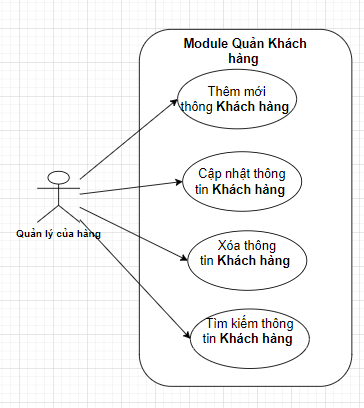 Module Quản Khách
hàng
Thêm mới
thông Khách hàng
Cập nhật thông
tin Khách hàng
Quản lý của hàng
Xóa thông
tin Khách hàng
Tìm kiếm thông
tin Khách hàng